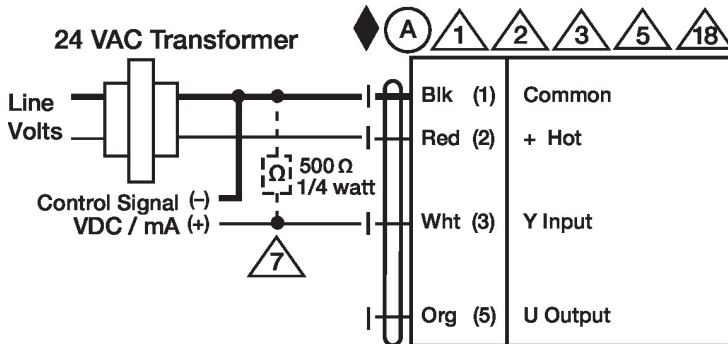 24 VAC Transformer
A 1 2 3 5 18
Line
Volts
Blk (1) Common
Red (2) + Hot
Ω 500 Ω
1/4 watt
Control Signal (-)
VDC / mA (+)
Wht (3) Y Input
7
Org (5) U Output